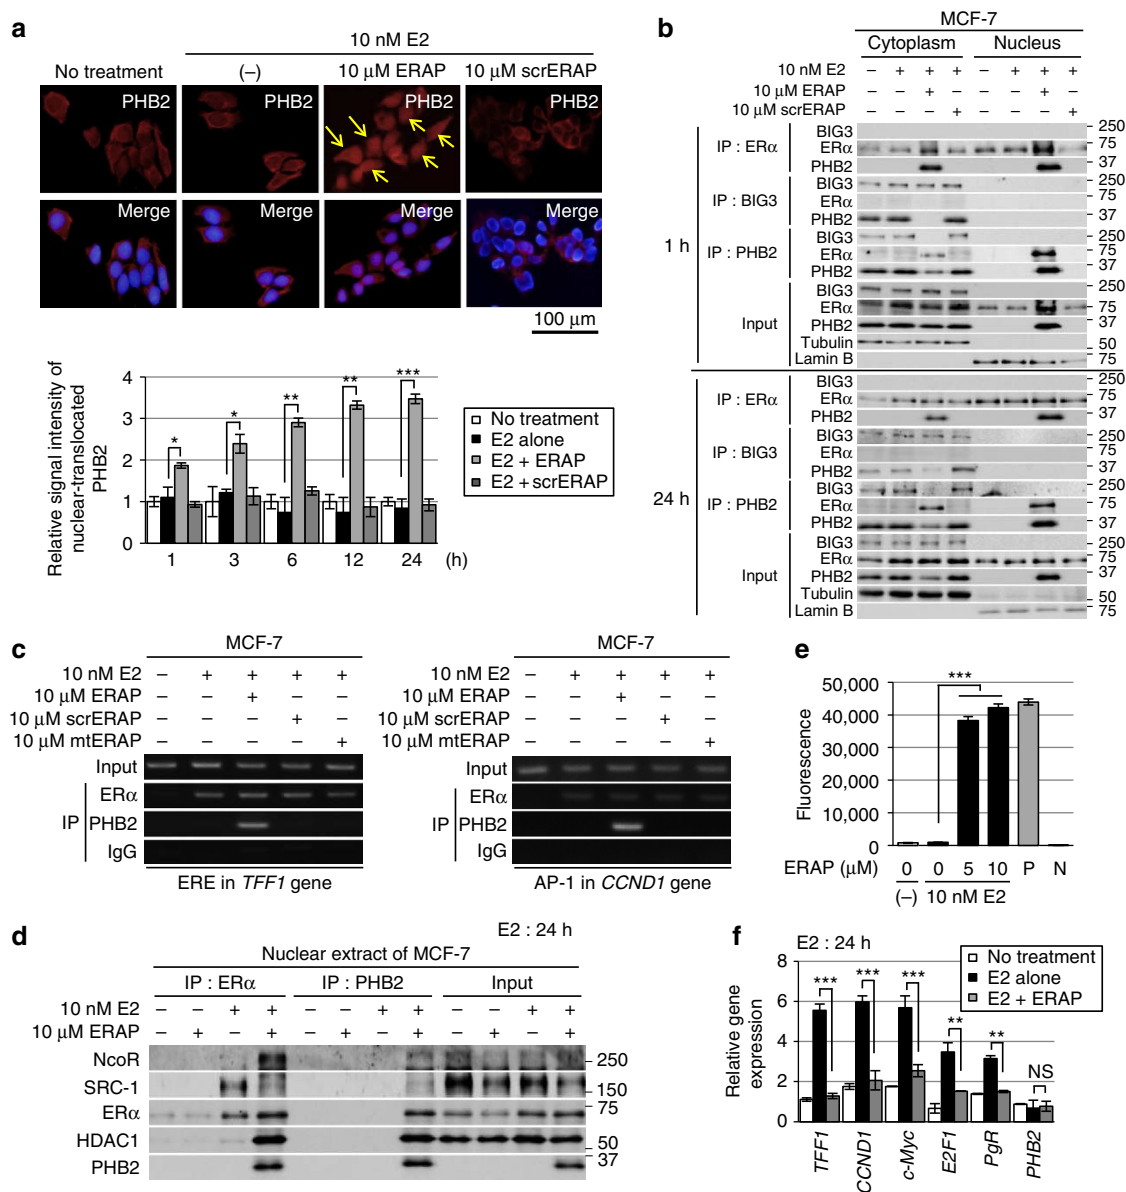 a
10 nM E2
No treatment
(–)
10 µM ERAP
10 µM scrERAP
PHB2
PHB2
PHB2
PHB2
Merge
Merge
Merge
Merge
100 µm
Relative signal intensity of
nuclear-translocated
PHB2
4
3
2
1
0
*
*
**
**
***
1
3
6
12
24
(h)
No treatment
E2 alone
E2 + ERAP
E2 + scrERAP
b
MCF-7
Cytoplasm
Nucleus
10 nM E2 – + + + – + + +
10 µM ERAP – – + – – – + –
10 µM scrERAP – – – + – – – +
1 h
IP : ERα
BIG3 250
ERα 75
PHB2 37
IP : BIG3
BIG3 250
ERα 75
PHB2 37
IP : PHB2
BIG3 250
ERα 75
PHB2 37
Input
BIG3 250
ERα 75
PHB2 37
Tubulin 50
Lamin B 75
24 h
IP : ERα
BIG3 250
ERα 75
PHB2 37
IP : BIG3
BIG3 250
ERα 75
PHB2 37
IP : PHB2
BIG3 250
ERα 75
PHB2 37
Input
BIG3 250
ERα 75
PHB2 37
Tubulin 50
Lamin B 75
c
MCF-7
10 nM E2 – + + + +
10 µM ERAP – – + – –
10 µM scrERAP – – – + –
10 µM mtERAP – – – – +
Input
IP
ERα
PHB2
IgG
ERE in TFF1 gene
MCF-7
10 nM E2 – + + + +
10 µM ERAP – – + – –
10 µM scrERAP – – – + –
10 µM mtERAP – – – – +
Input
IP
ERα
PHB2
IgG
AP-1 in CCND1 gene
d
E2 : 24 h
Nuclear extract of MCF-7
IP : ERα
IP : PHB2
Input
10 nM E2 – – + + – – + + – – + +
10 µM ERAP – + – + – + – + – + – +
NcoR 250
SRC-1 150
ERα 75
HDAC1 50
PHB2 37
e
Fluorescence
50,000
40,000
30,000
20,000
10,000
0
***
ERAP (µM) 0 0 5 10 P N
(–) 10 nM E2
f
E2 : 24 h
Relative gene
expression
8
6
4
2
0
No treatment
E2 alone
E2 + ERAP
***
***
***
**
**
NS
TFF1
CCND1
c-Myc
E2F1
PgR
PHB2